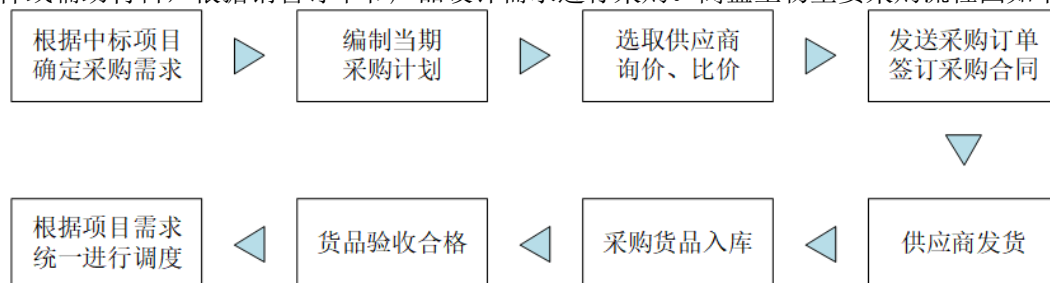 根据中标项目
确定采购需求
编制当期
采购计划
选取供应商
询价、比价
发送采购订单
签订采购合同
供应商发货
采购货品入库
货品验收合格
根据项目需求
统一进行调度